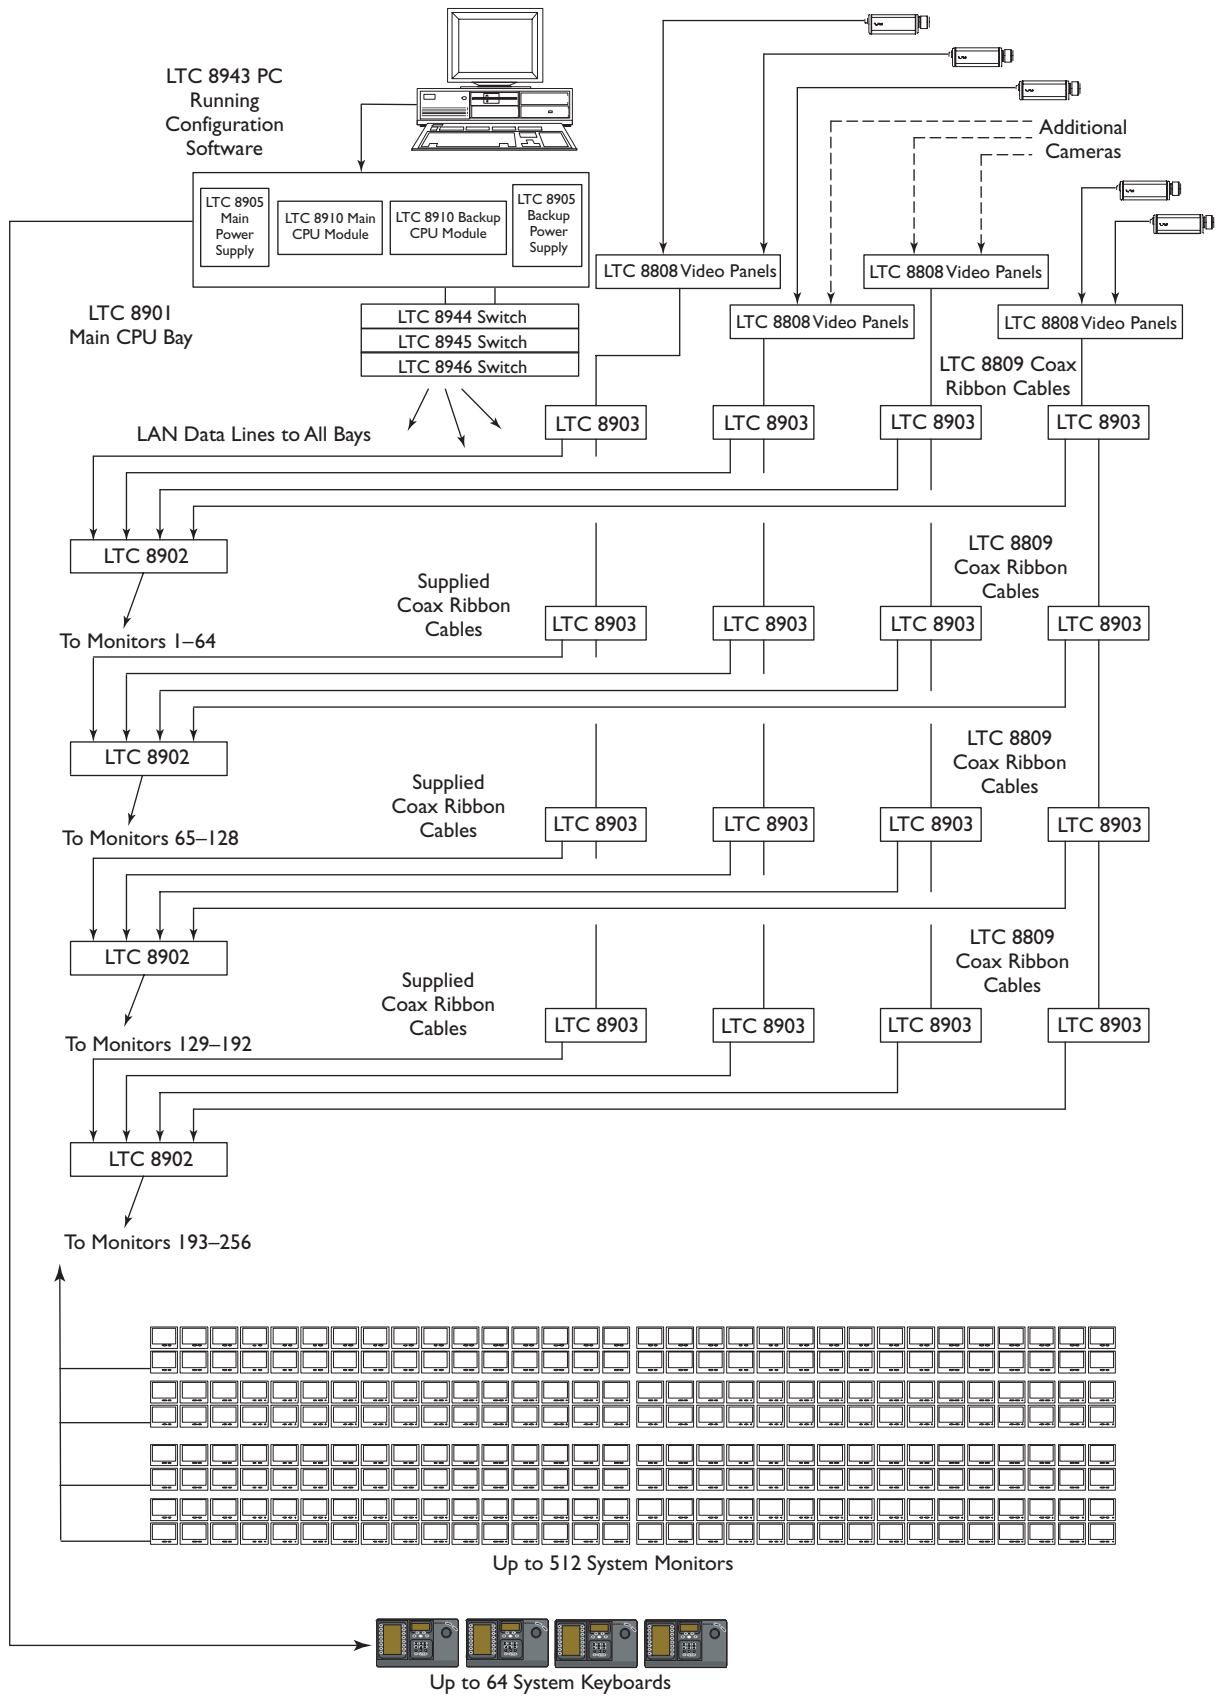 LTC 8943 PC
Running
Configuration
Software
Additional
Cameras
LTC 8905
Main
Power
Supply
LTC 8910 Main
CPU Module
LTC 8910 Backup
CPU Module
LTC 8905
Backup
Power
Supply
LTC 8808 Video Panels
LTC 8808 Video Panels
LTC 8808 Video Panels
LTC 8808 Video Panels
LTC 8901
Main CPU Bay
LTC 8944 Switch
LTC 8945 Switch
LTC 8946 Switch
LTC 8809 Coax
Ribbon Cables
LAN Data Lines to All Bays
LTC 8903
LTC 8903
LTC 8903
LTC 8903
LTC 8902
Supplied
Coax Ribbon
Cables
LTC 8809
Coax Ribbon
Cables
To Monitors 1–64
LTC 8903
LTC 8903
LTC 8903
LTC 8903
LTC 8902
Supplied
Coax Ribbon
Cables
LTC 8809
Coax Ribbon
Cables
To Monitors 65–128
LTC 8903
LTC 8903
LTC 8903
LTC 8903
LTC 8902
Supplied
Coax Ribbon
Cables
LTC 8809
Coax Ribbon
Cables
To Monitors 129–192
LTC 8903
LTC 8903
LTC 8903
LTC 8903
LTC 8902
To Monitors 193–256
Up to 512 System Monitors
Up to 64 System Keyboards